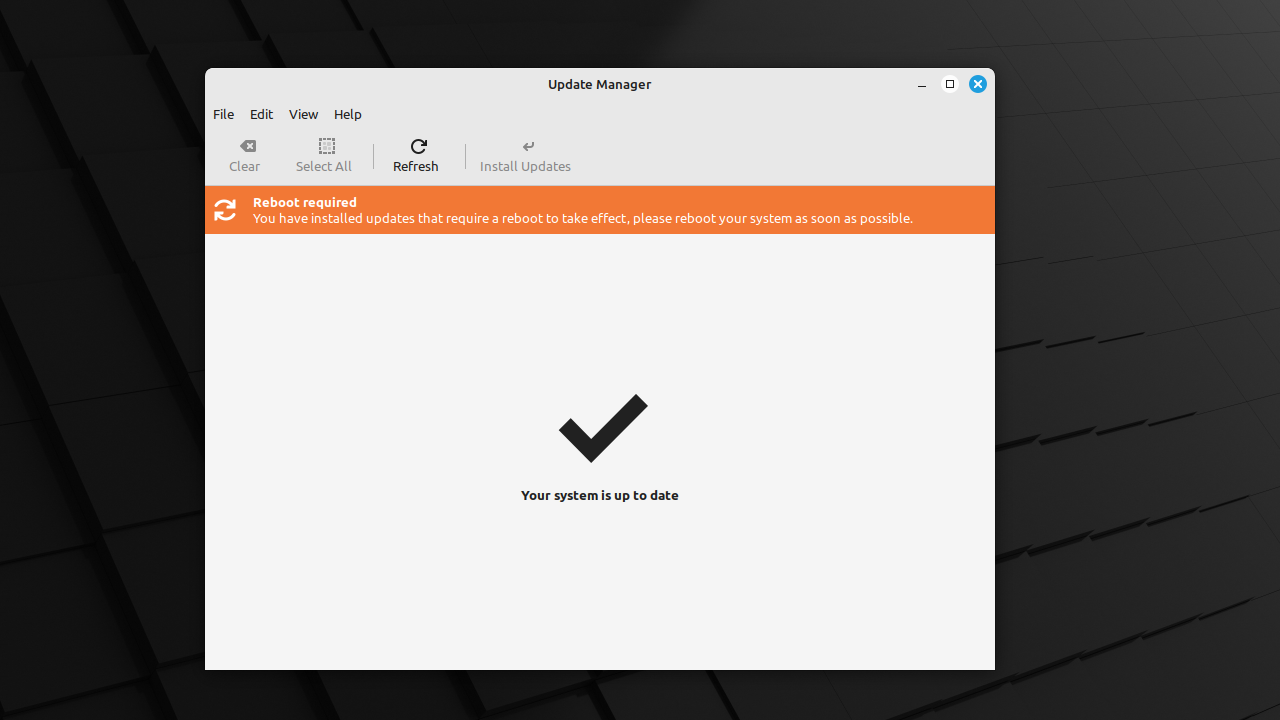 Update Manager
File Edit View Help
Clear Select All Refresh Install Updates
Reboot required
You have installed updates that require a reboot to take effect, please reboot your system as soon as possible.
Your system is up to date